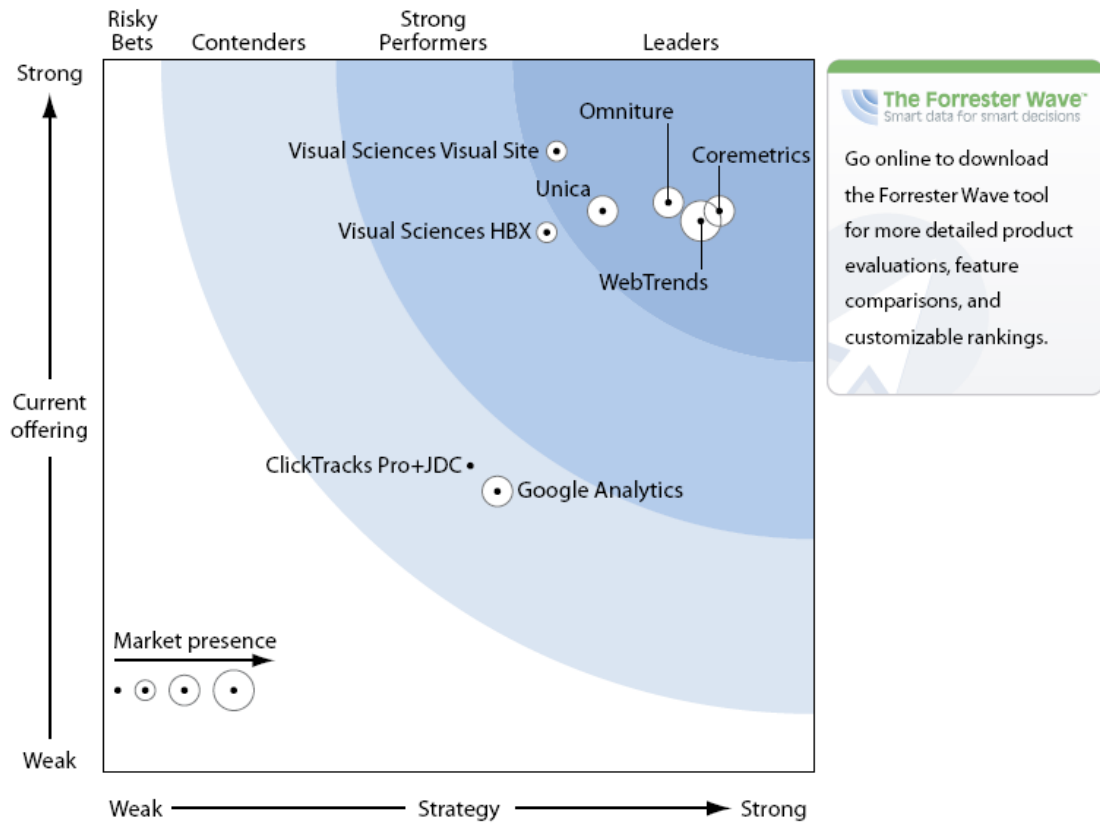 Risky
Bets
Contenders
Strong
Performers
Leaders
Strong
Current
offering
Weak
Omniture
Visual Sciences Visual Site
Coremetrics
Unica
Visual Sciences HBX
WebTrends
ClickTracks Pro+JDC
Google Analytics
Market presence
Weak
Strategy
Strong
The Forrester Wave™
Smart data for smart decisions
Go online to download
the Forrester Wave tool
for more detailed product
evaluations, feature
comparisons, and
customizable rankings.